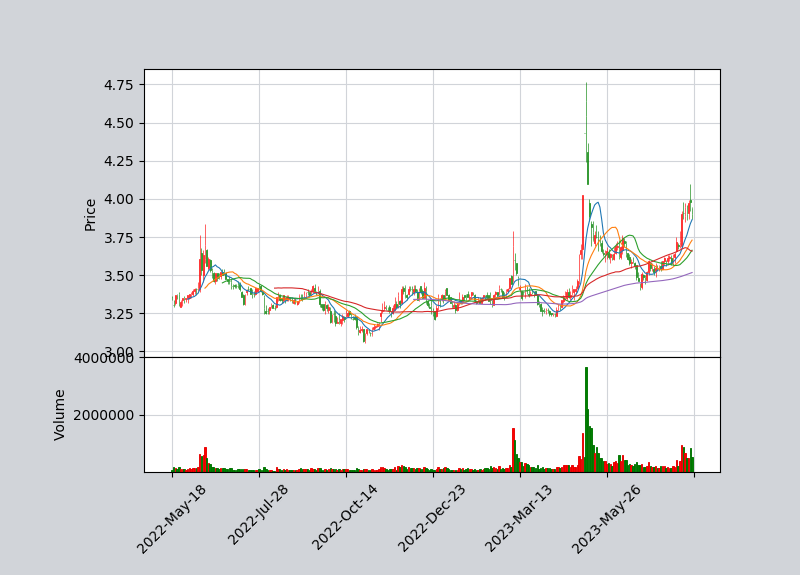 4.75
4.50
4.25
4.00
3.75
3.50
3.25
3.00
Price
4000000
2000000
Volume
2022-May-18
2022-Jul-28
2022-Oct-14
2022-Dec-23
2023-Mar-13
2023-May-26